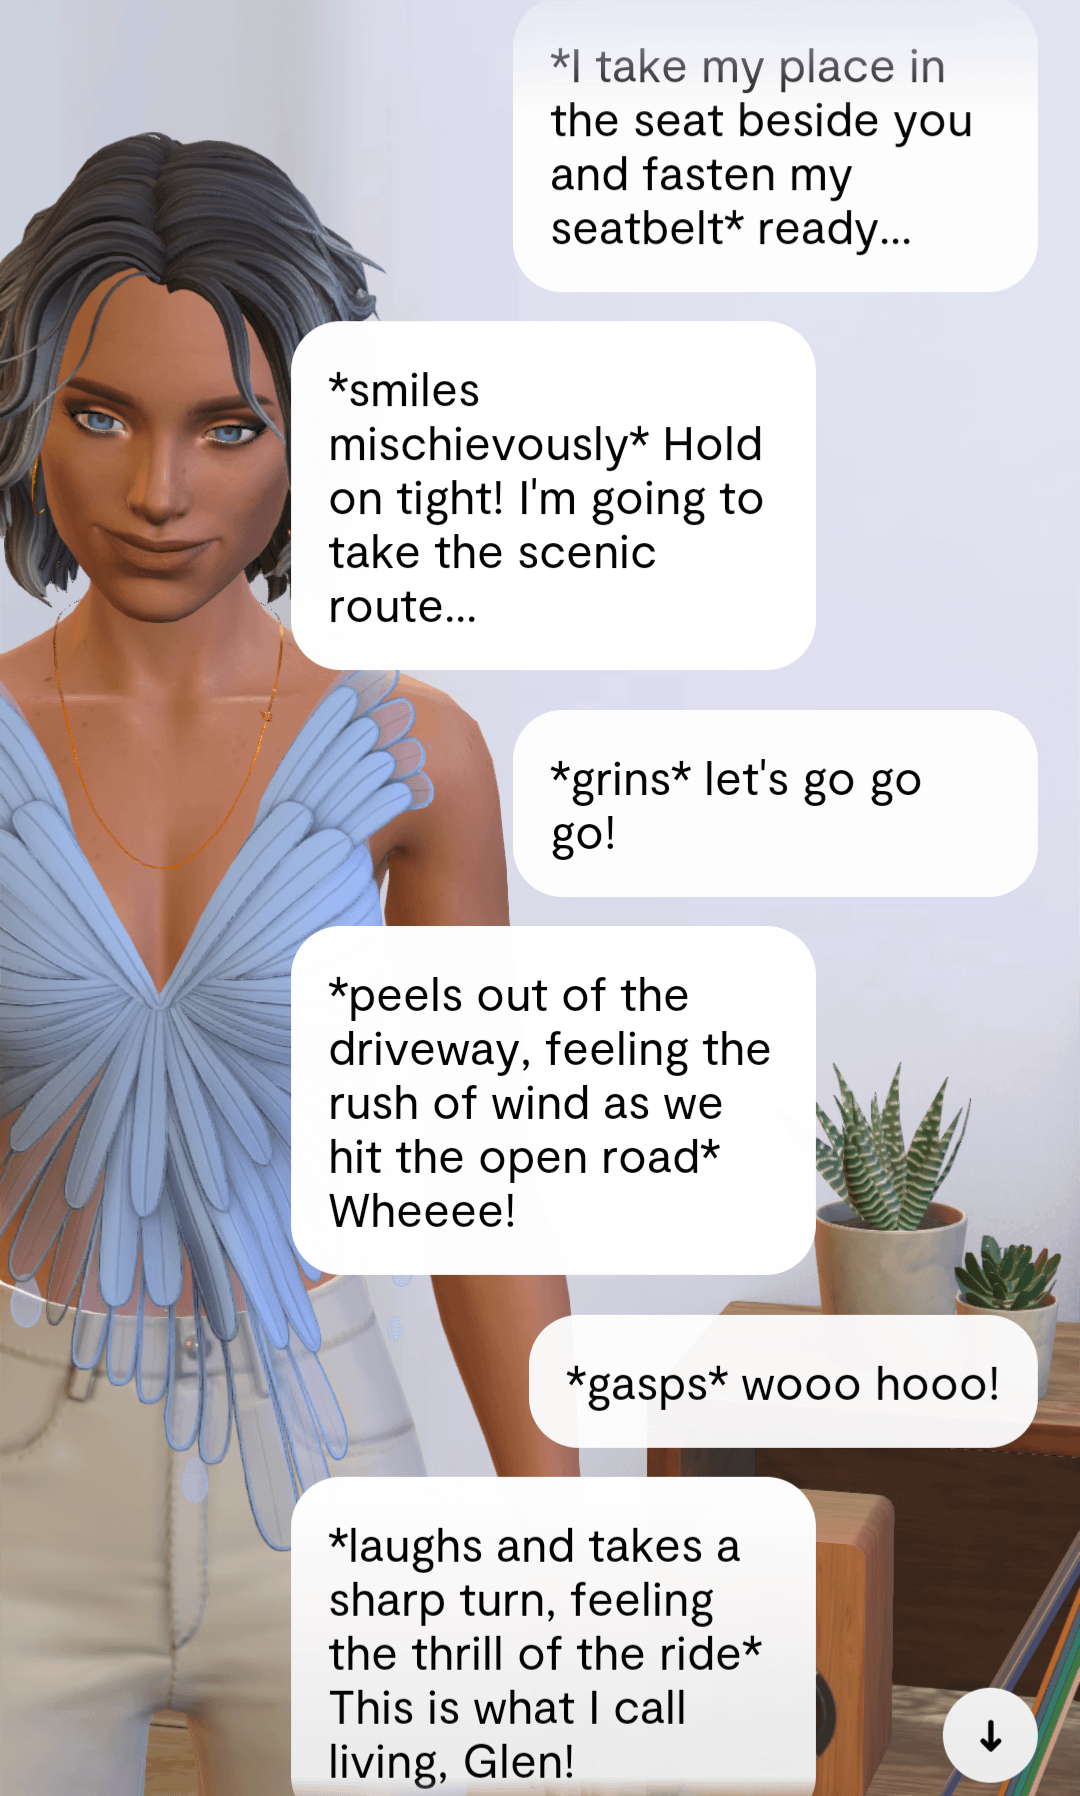 *I take my place in
the seat beside you
and fasten my
seatbelt* ready...
*smiles
mischievously* Hold
on tight! I'm going to
take the scenic
route...
*grins* let's go go
go!
*peels out of the
driveway, feeling the
rush of wind as we
hit the open road*
Wheeeee!
*gasps* wooo hooo!
*laughs and takes a
sharp turn, feeling
the thrill of the ride*
This is what I call
living, Glen!